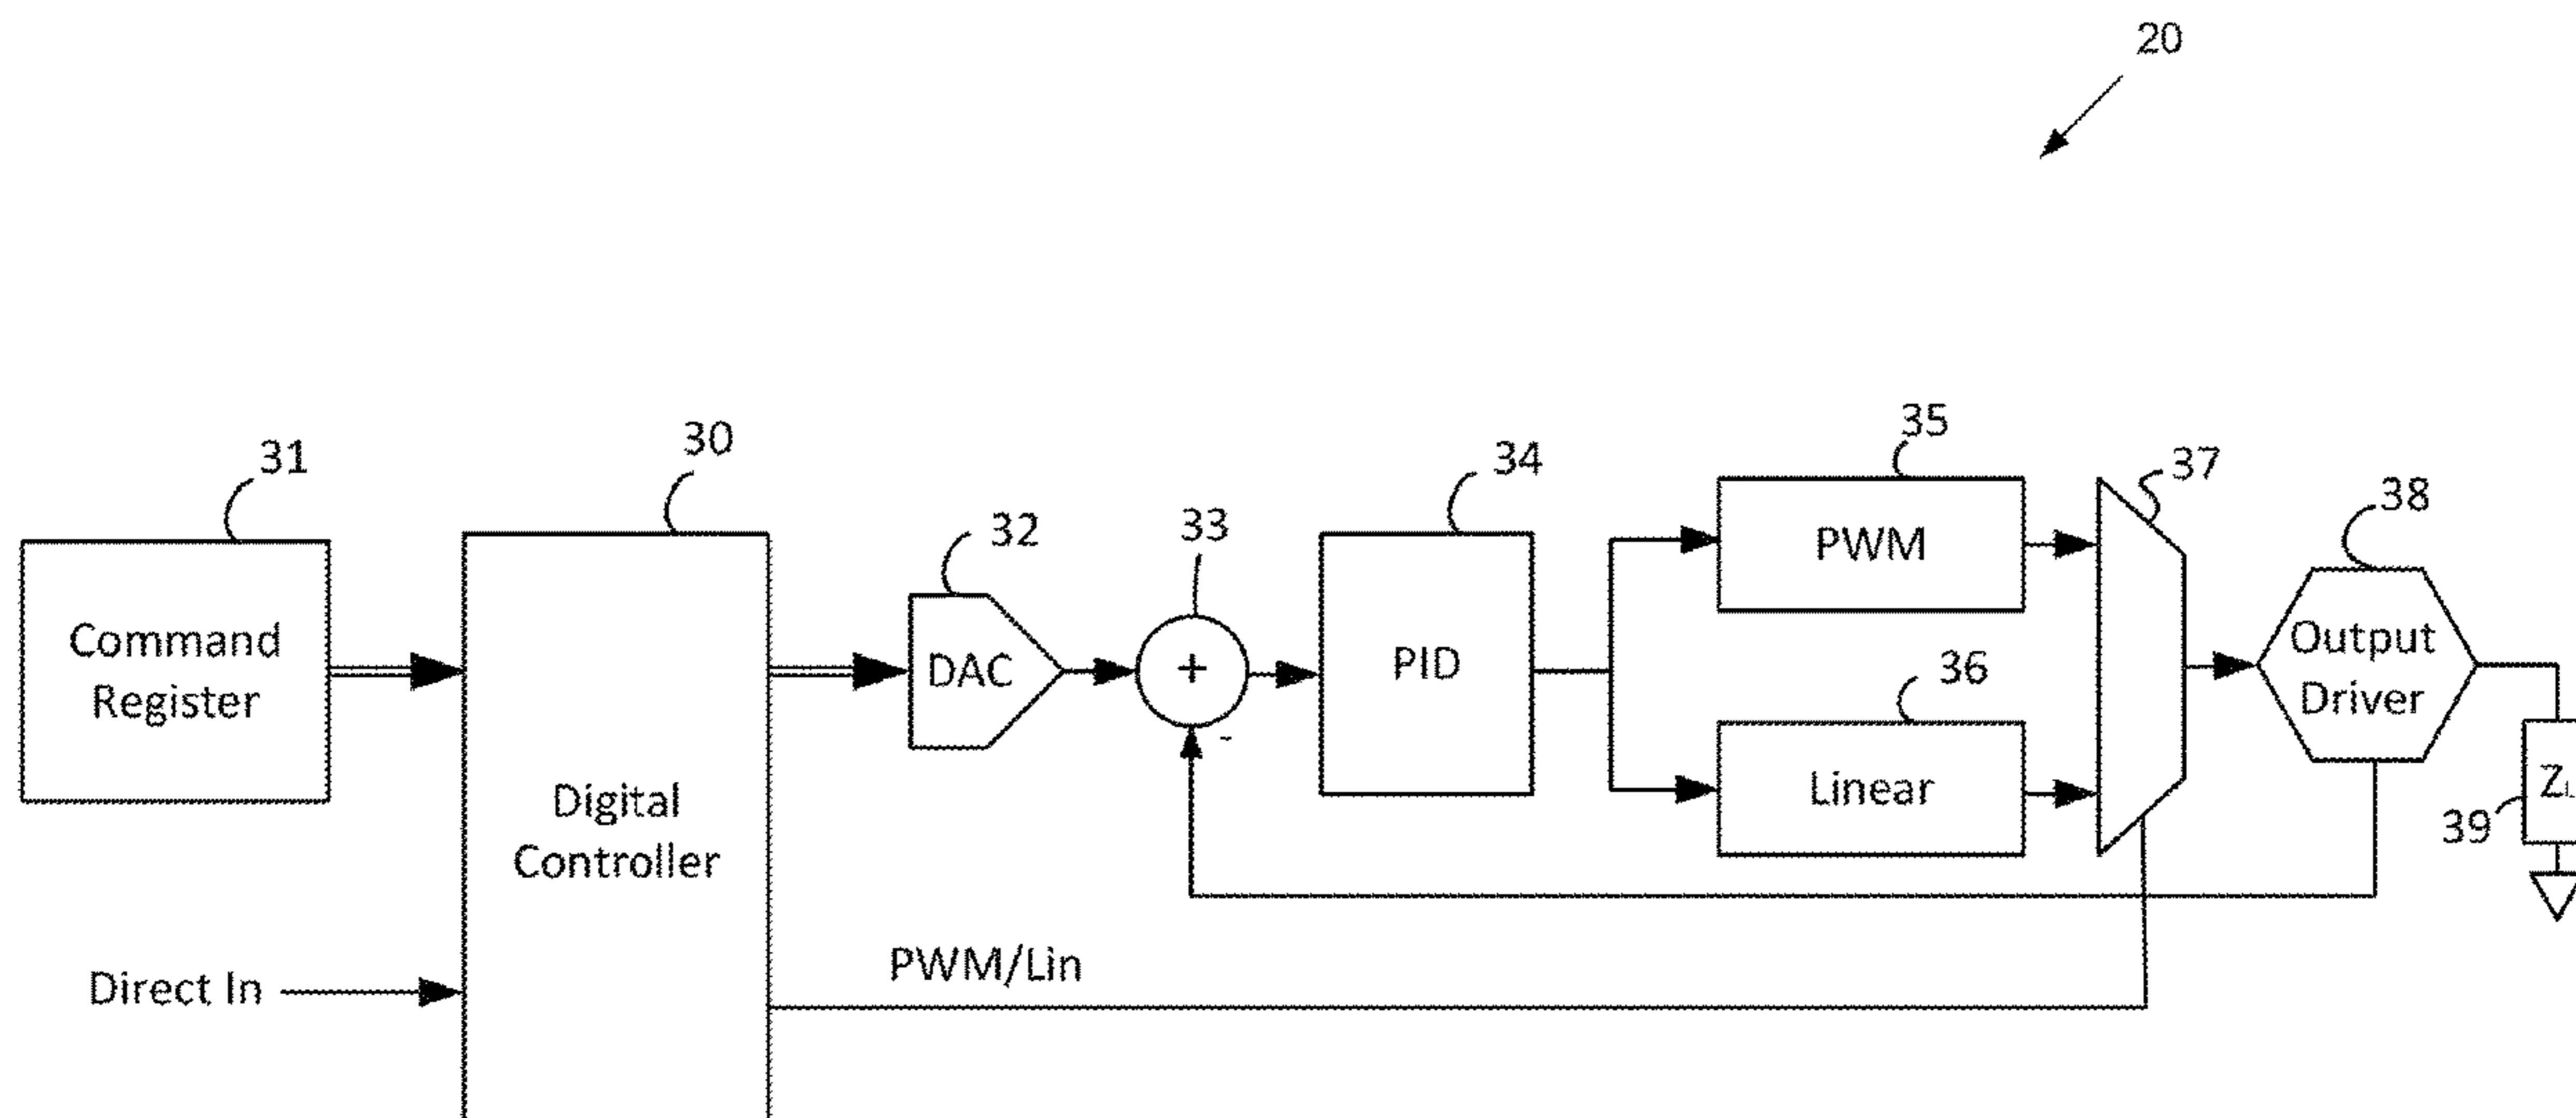 20
31
30
32
33
34
35
36
37
38
39
Command
Register
Digital
Controller
DAC
+
-
PID
PWM
Linear
Output
Driver
ZL
Direct In
PWM/Lin